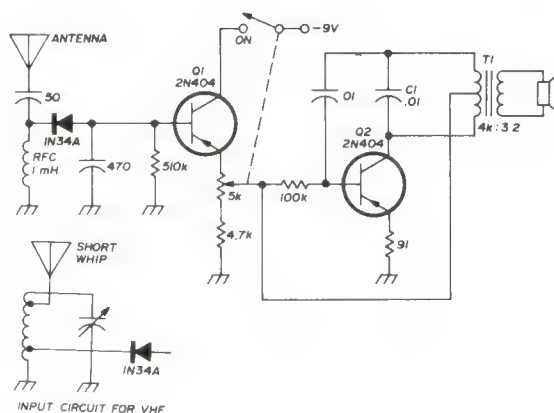 ANTENNA
50
1N34A
RFC
1 mH
470
510k
Q1
2N404
ON
-9V
5k
4.7k
100k
01
C1
.01
Q2
2N404
91
T1
4k:3 2
SHORT
WHIP
1N34A
INPUT CIRCUIT FOR VHF